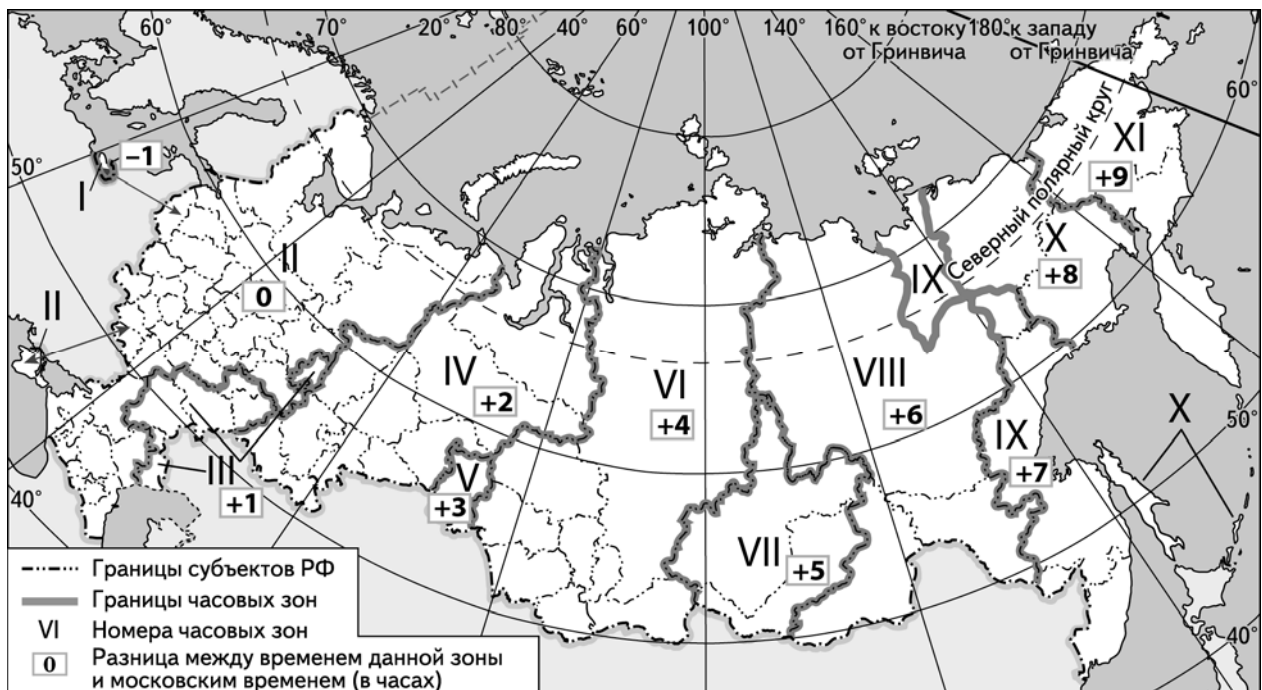 60° 70° 20° 40° 60° 80° 100° 120° 140° 160° к востоку 180° к западу
от Гринвича от Гринвича
60°
50°
–1
I
Северный полярный круг
XI
+9
II
0
X
+8
IX
II
IV
+2
VI
+4
VIII
+6
X
50°
IX
+7
V
+3
III
+1
40°
VII
+5
40°
Границы субъектов РФ
Границы часовых зон
VI Номера часовых зон
0 Разница между временем данной зоны
и московским временем (в часах)